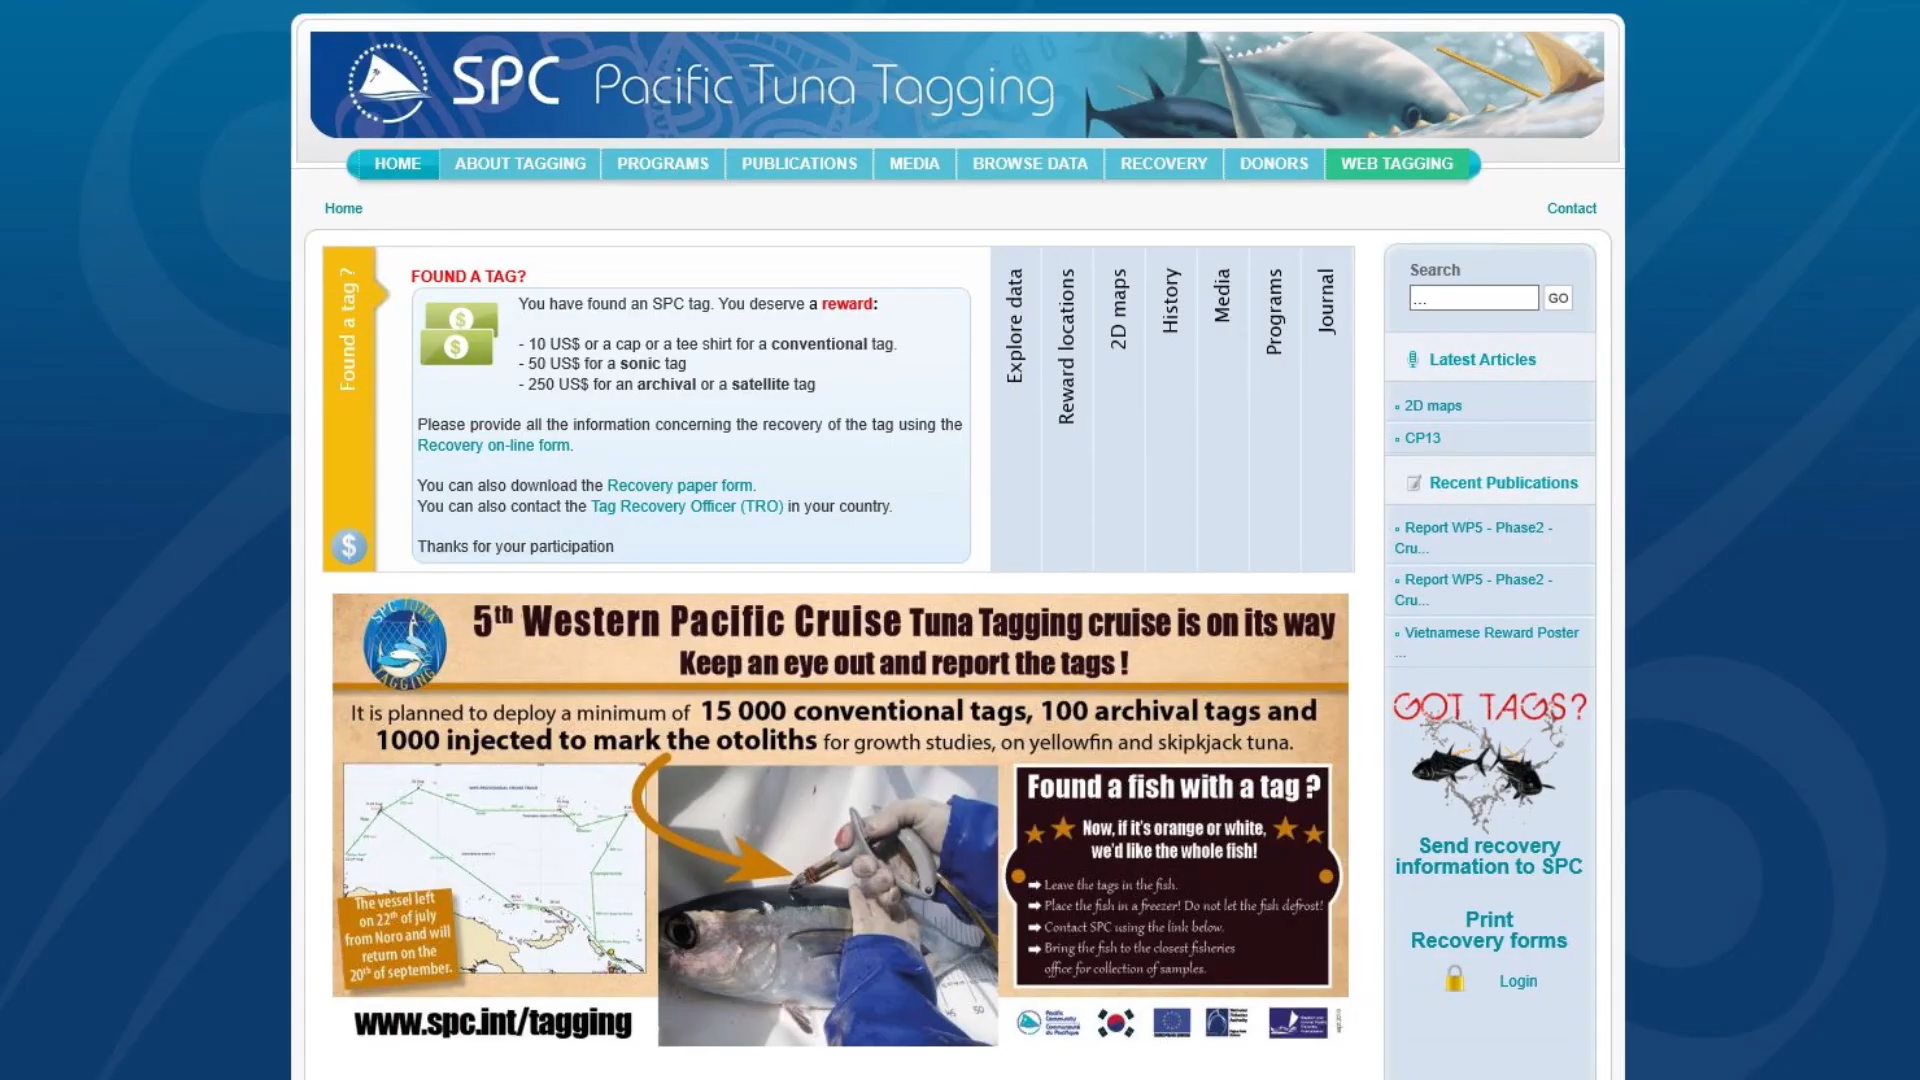 SPC Pacific Tuna Tagging
HOME ABOUT TAGGING PROGRAMS PUBLICATIONS MEDIA BROWSE DATA RECOVERY DONORS WEB TAGGING
Home
Contact
Found a tag ?
FOUND A TAG?
You have found an SPC tag. You deserve a reward:
- 10 US$ or a cap or a tee shirt for a conventional tag.
- 50 US$ for a sonic tag
- 250 US$ for an archival or a satellite tag
Please provide all the information concerning the recovery of the tag using the
Recovery on-line form.
You can also download the Recovery paper form.
You can also contact the Tag Recovery Officer (TRO) in your country.
Thanks for your participation
Explore data
Reward locations
2D maps
History
Media
Programs
Journal
Search
...
GO
Latest Articles
2D maps
CP13
Recent Publications
Report WP5 - Phase2 -
Cru...
Report WP5 - Phase2 -
Cru...
Vietnamese Reward Poster
...
GOT TAGS?
Send recovery
information to SPC
Print
Recovery forms
Login
SPC TUNA
TAGGING
5th Western Pacific Cruise Tuna Tagging cruise is on its way
Keep an eye out and report the tags !
It is planned to deploy a minimum of 15 000 conventional tags, 100 archival tags and
1000 injected to mark the otoliths for growth studies, on yellowfin and skipkjack tuna.
The vessel left
on 22th of july
from Noro and will
return on the
20th of september.
Found a fish with a tag ?
Now, if it's orange or white,
we'd like the whole fish!
Leave the tags in the fish.
Place the fish in a freezer! Do not let the fish defrost!
Contact SPC using the link below.
Bring the fish to the closest fisheries
office for collection of samples.
www.spc.int/tagging
Pacific
Community
Communauté
du Pacifique